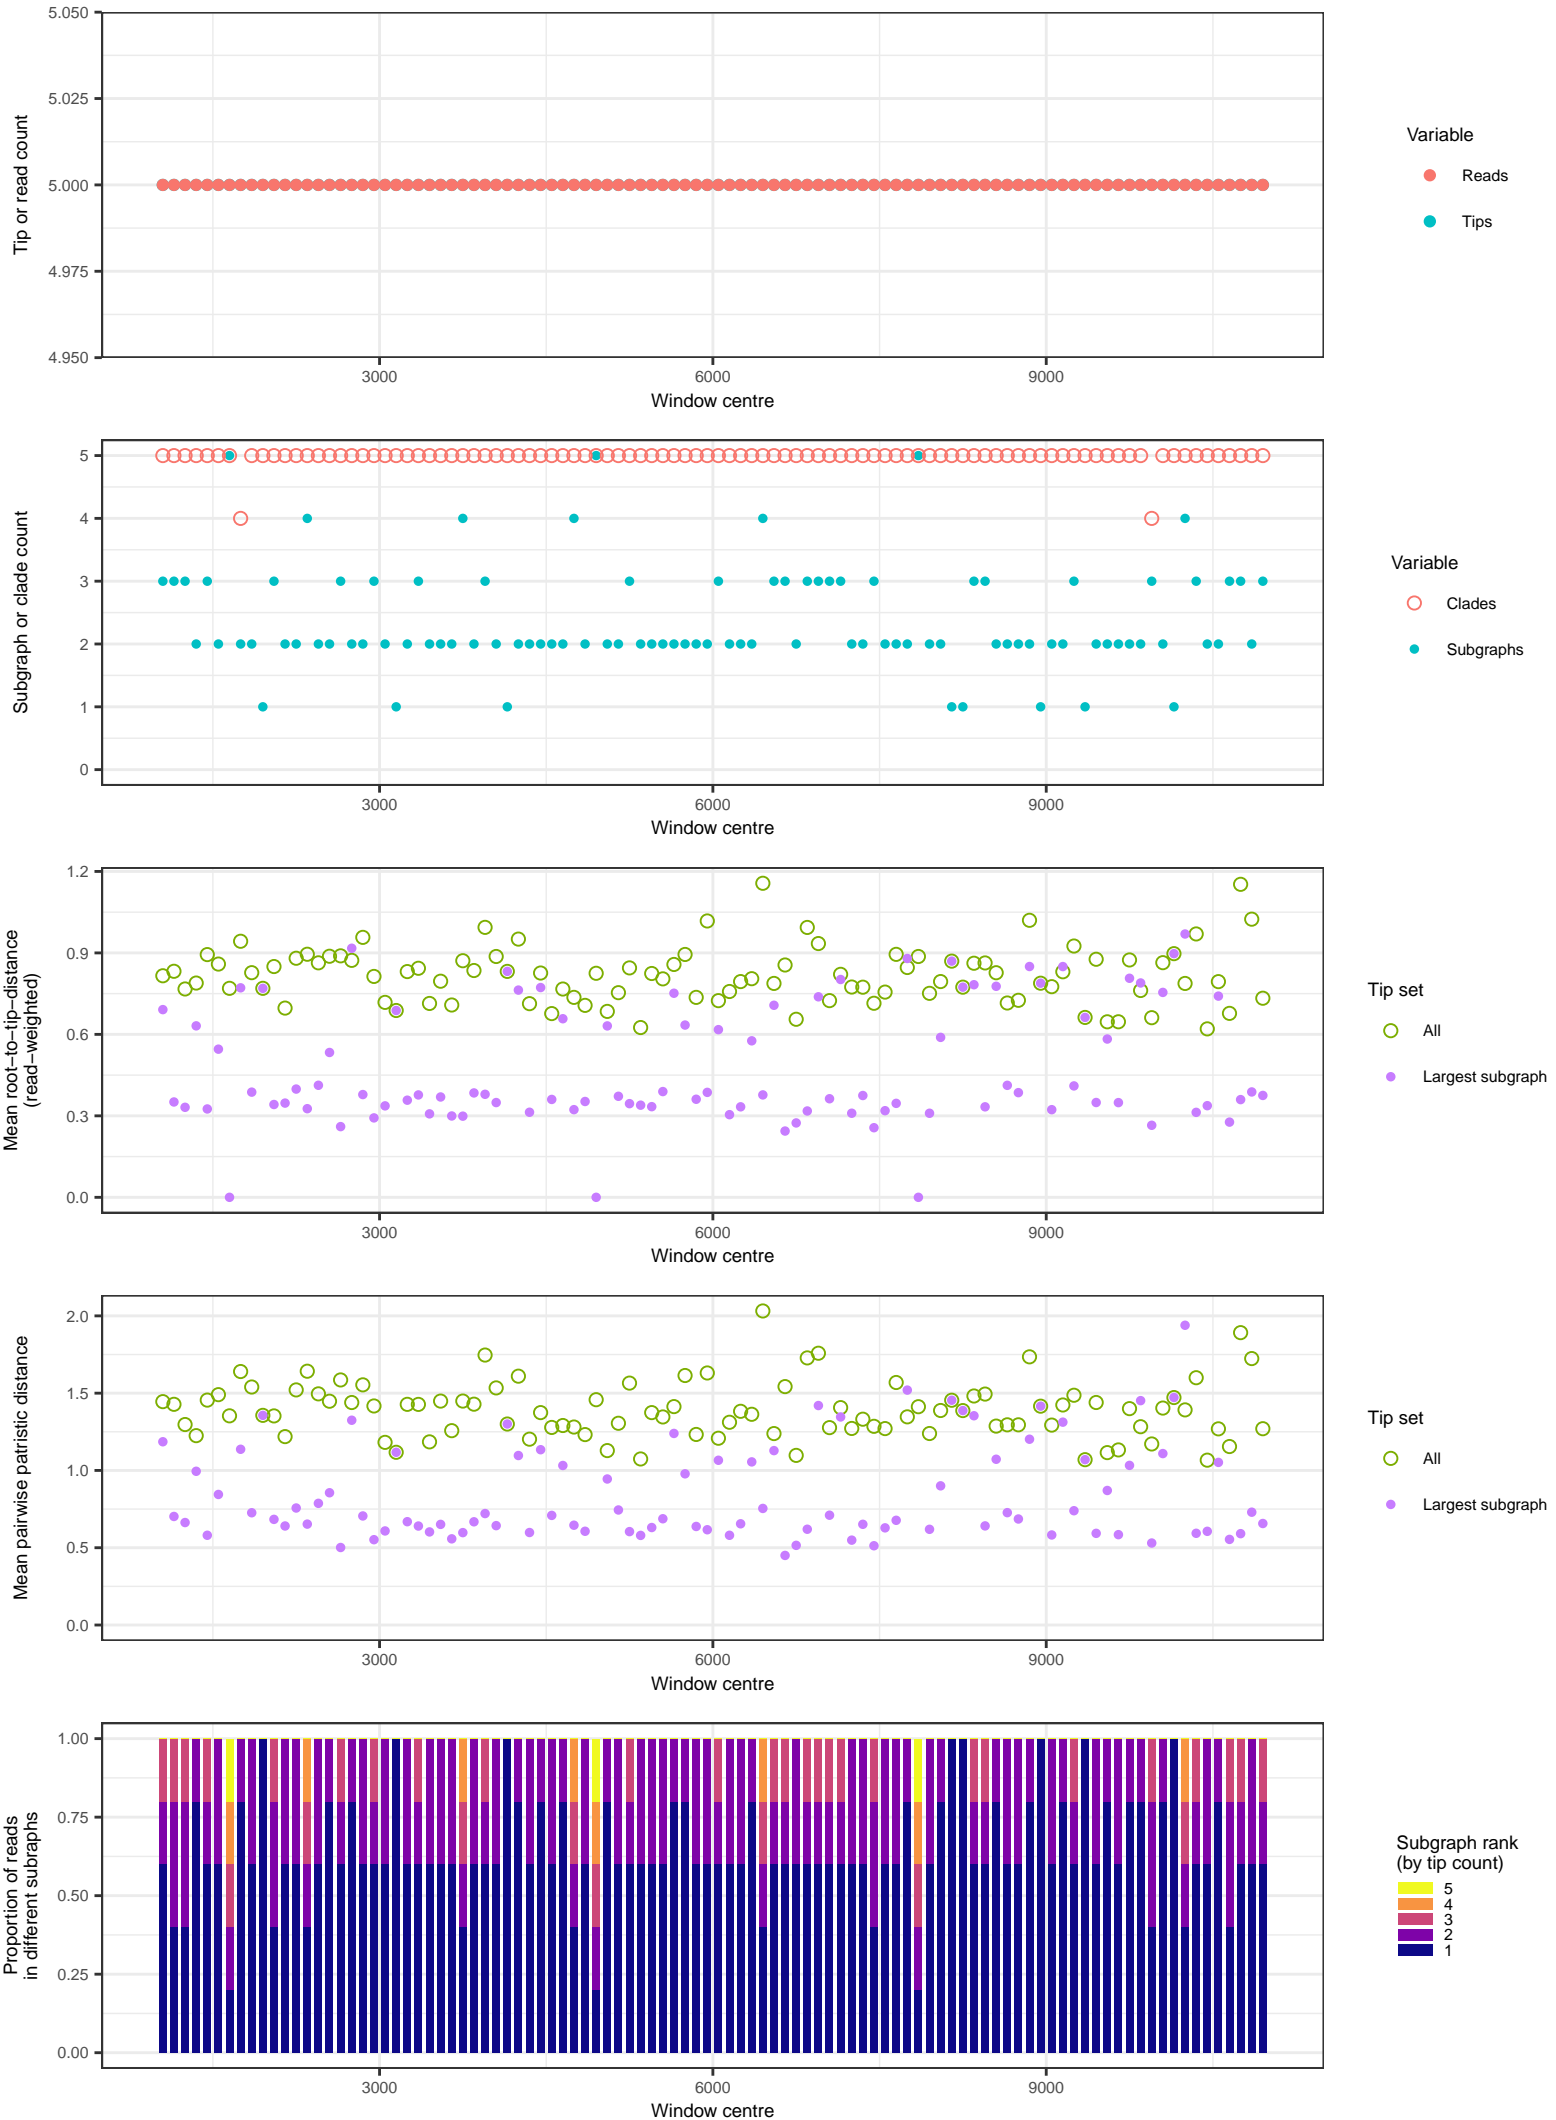 5.050
5.025
5.000
4.975
4.950
Tip or read count
3000
6000
9000
Window centre
Variable
Reads
Tips
5
4
3
2
1
0
Subgraph or clade count
3000
6000
9000
Window centre
Variable
Clades
Subgraphs
1.2
0.9
0.6
0.3
0.0
Mean root−to−tip−distance
(read−weighted)
3000
6000
9000
Window centre
Tip set
All
Largest subgraph
2.0
1.5
1.0
0.5
0.0
Mean pairwise patristic distance
3000
6000
9000
Window centre
Tip set
All
Largest subgraph
1.00
0.75
0.50
0.25
0.00
Proportion of reads
in different subraphs
3000
6000
9000
Window centre
Subgraph rank
(by tip count)
5
4
3
2
1